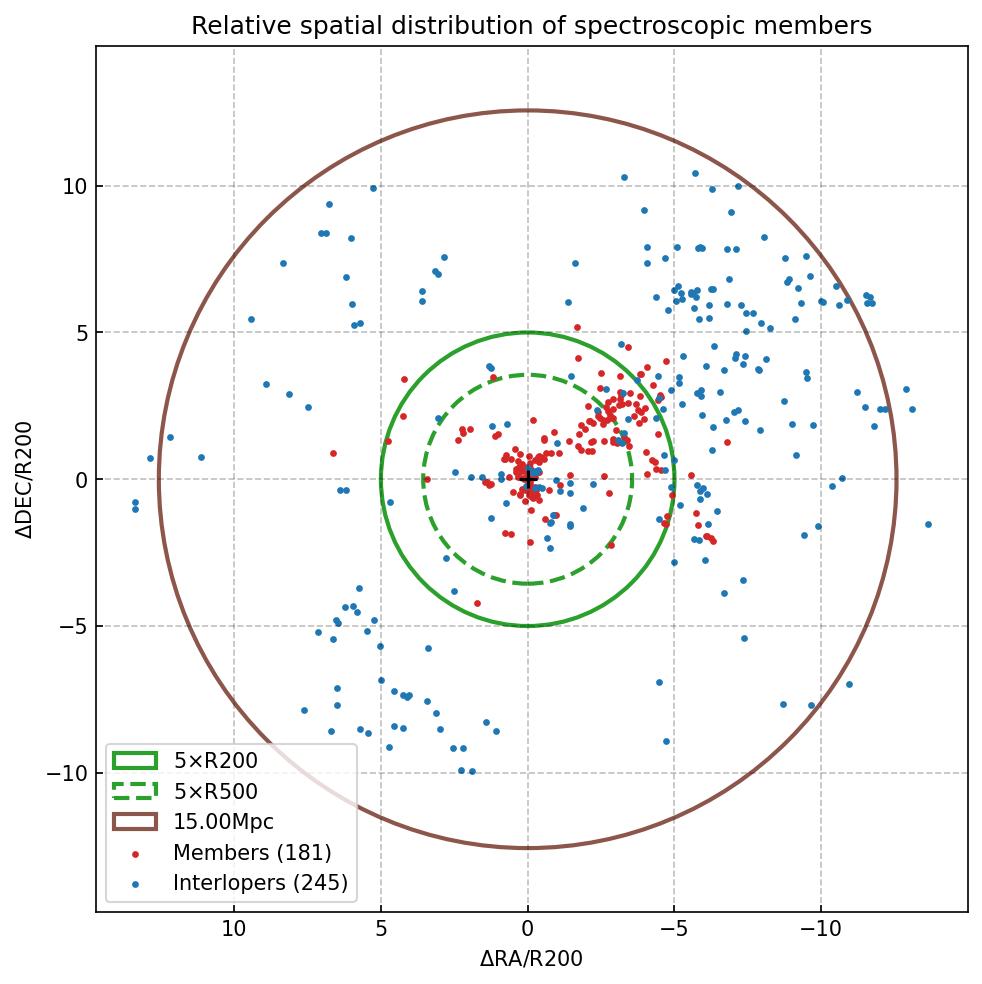 Relative spatial distribution of spectroscopic members
ΔDEC/R200
10
5
0
−5
−10
5×R200
5×R500
15.00Mpc
Members (181)
Interlopers (245)
10
5
0
−5
−10
ΔRA/R200